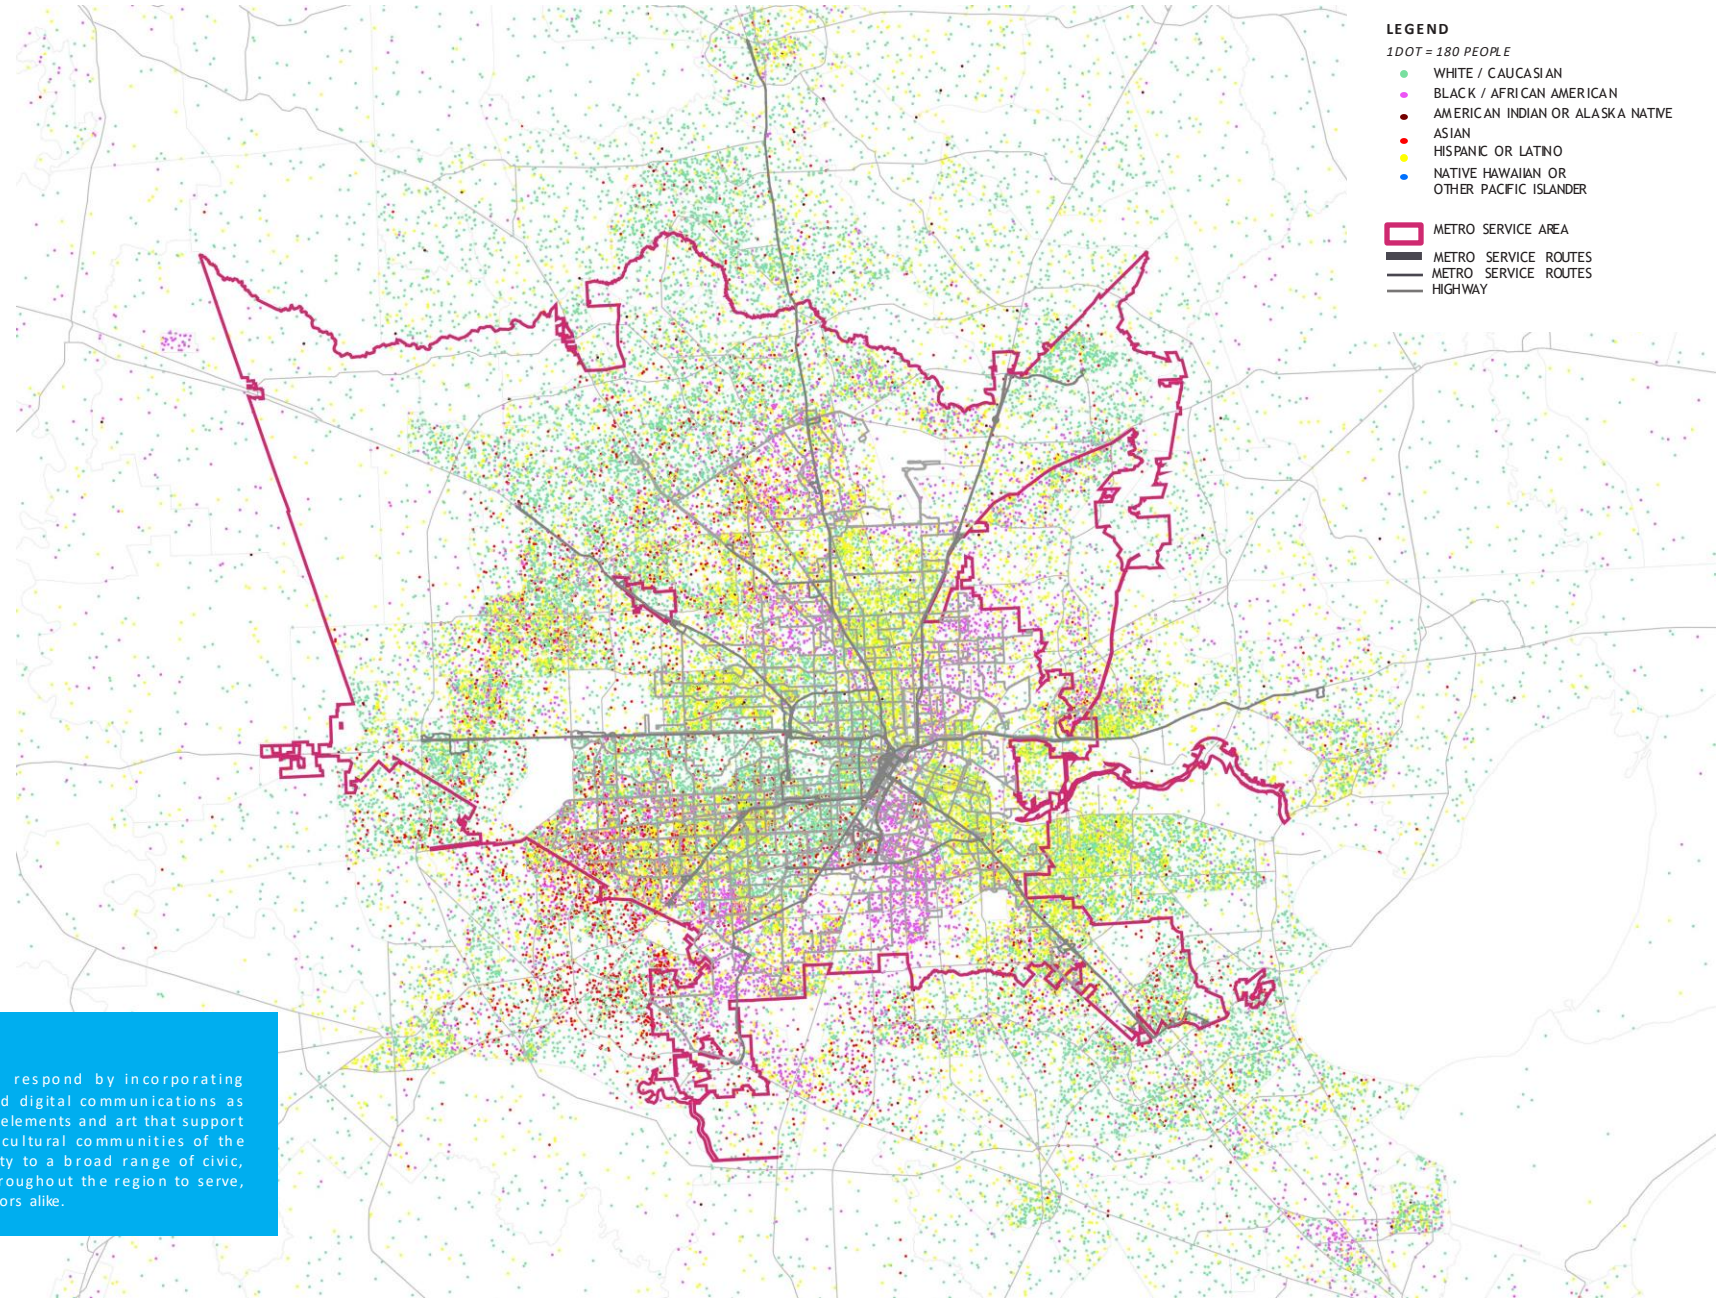 LEGEND
1DOT = 180 PEOPLE
WHITE / CAUCASIAN
BLACK / AFRICAN AMERICAN
AMERICAN INDIAN OR ALASKA NATIVE
ASIAN
HISPANIC OR LATINO
NATIVE HAWAIIAN OR
OTHER PACIFIC ISLANDER
METRO SERVICE AREA
METRO SERVICE ROUTES
METRO SERVICE ROUTES
HIGHWAY
respond by incorporating
d digital communications as
elements and art that support
cultural communities of the
ty to a broad range of civic,
roughout the region to serve,
ors alike.